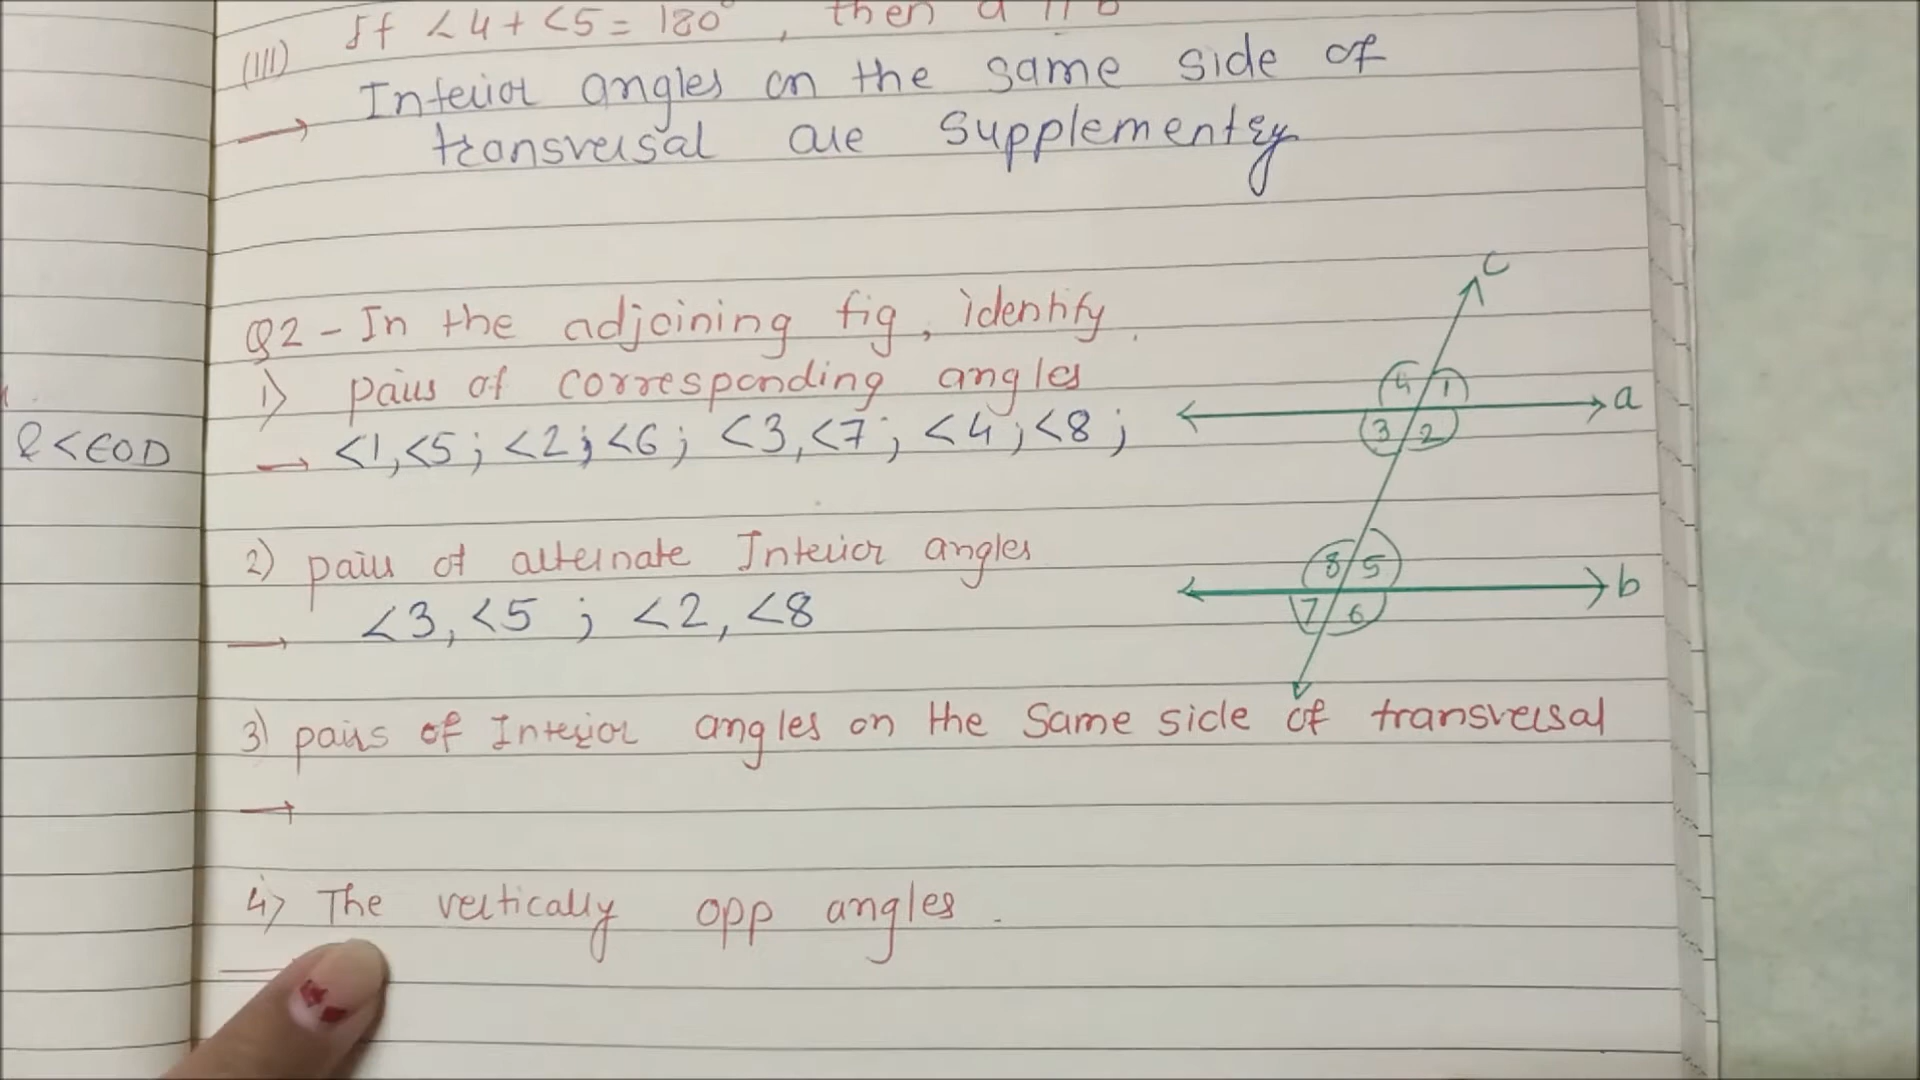 (III) If <4 + <5 = 180°, then a || b
→ Interior angles on the same side of
transversal are Supplementry
Q2 - In the adjoining fig, identify.
1) pairs of corresponding angles
→ <1, <5 ; <2 ; <6 ; <3, <7 ; <4 ; <8 ;
2) pairs of alternate Interior angles
→ <3, <5 ; <2, <8
3) pairs of Interior angles on the Same side of transversal
→
4) The vertically opp angles.
& <EOD
c
4 1
a
3 2
8 5
b
7 6